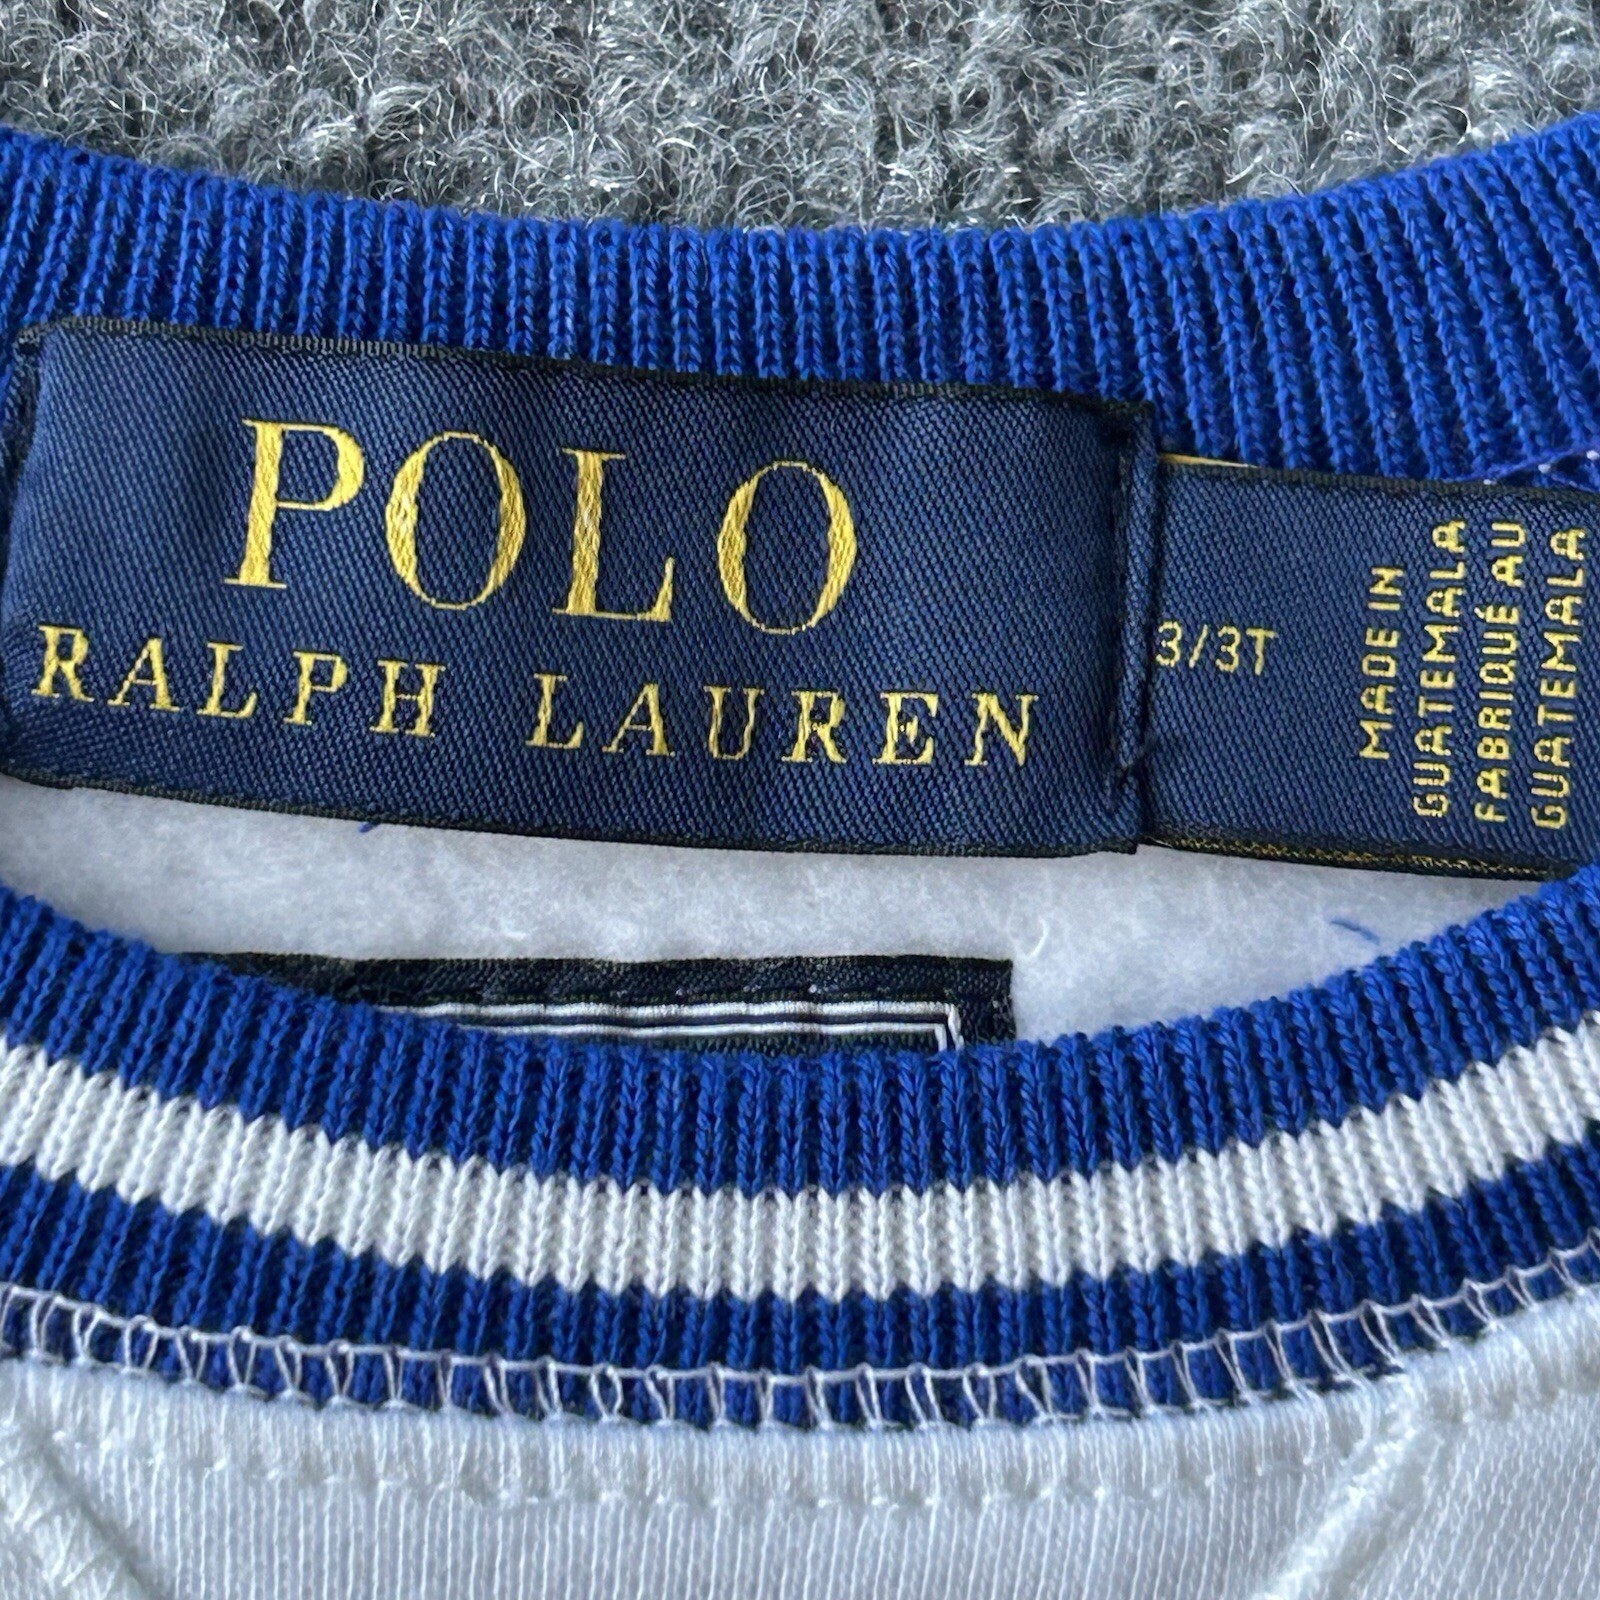 POLO
RALPH LAUREN
3/3T
MADE IN
GUATEMALA
FABRIQUÉ AU
GUATEMALA